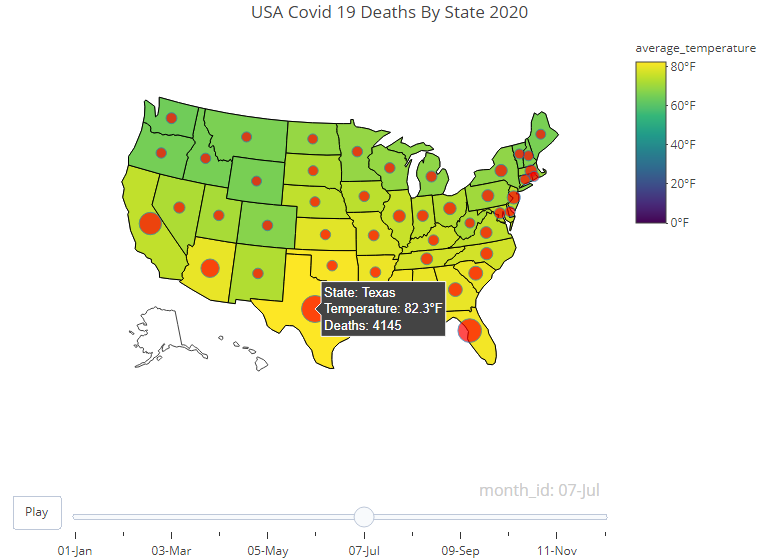 USA Covid 19 Deaths By State 2020
average_temperature
80°F
60°F
40°F
20°F
0°F
State: Texas
Temperature: 82.3°F
Deaths: 4145
month_id: 07-Jul
Play
01-Jan
03-Mar
05-May
07-Jul
09-Sep
11-Nov